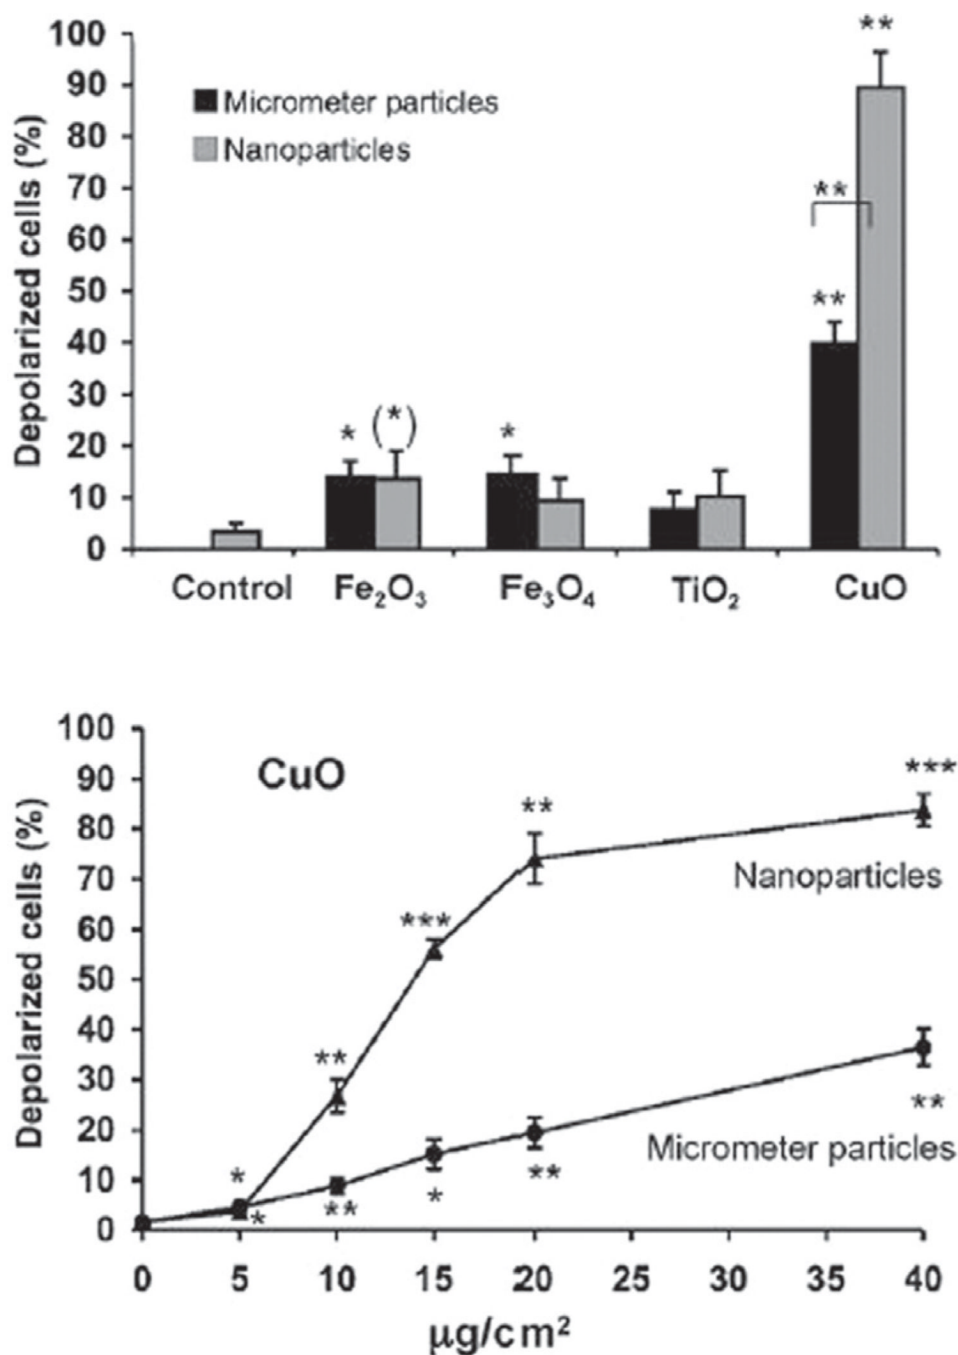 100
90
80
70
60
50
40
30
20
10
0
Depolarized cells (%)
Micrometer particles
Nanoparticles
* (*) * ** ** **
Control Fe₂O₃ Fe₃O₄ TiO₂ CuO
100
90
80
70
60
50
40
30
20
10
0
Depolarized cells (%)
CuO
***
**
Nanoparticles
***
**
**
Micrometer particles
* * ** * **
0 5 10 15 20 25 30 35 40
µg/cm²